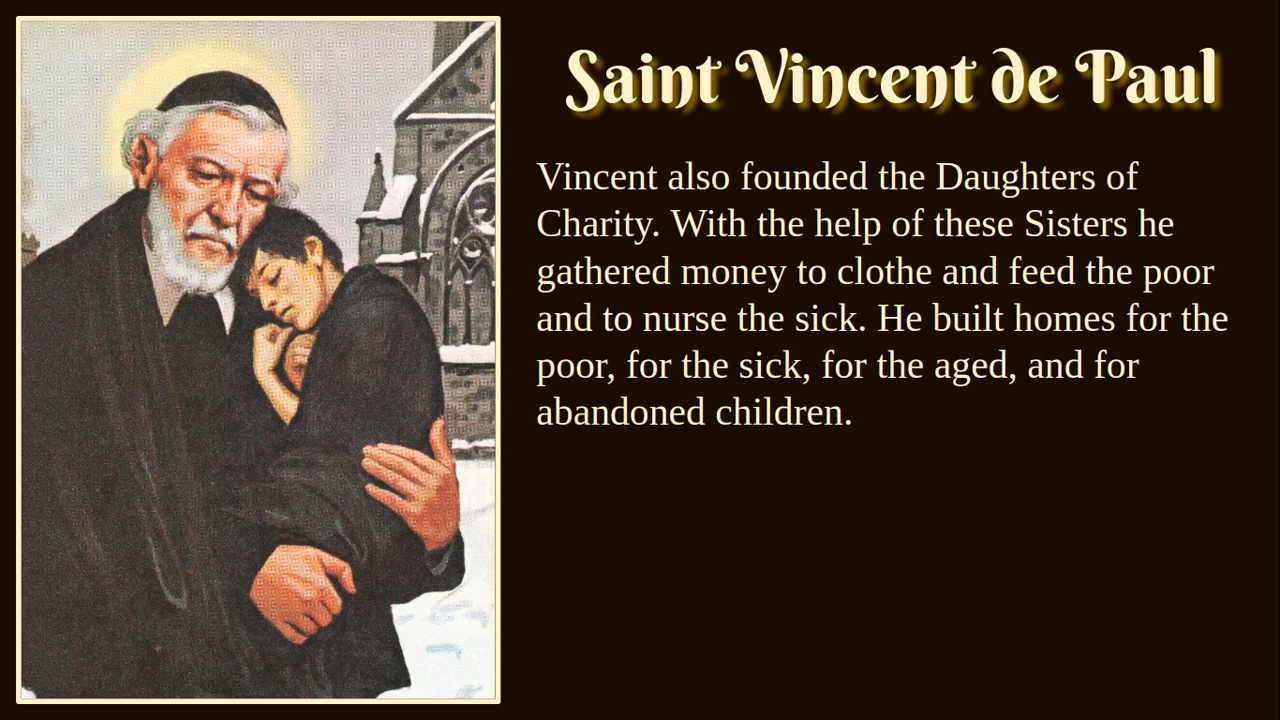 Saint Vincent de Paul
Vincent also founded the Daughters of
Charity. With the help of these Sisters he
gathered money to clothe and feed the poor
and to nurse the sick. He built homes for the
poor, for the sick, for the aged, and for
abandoned children.